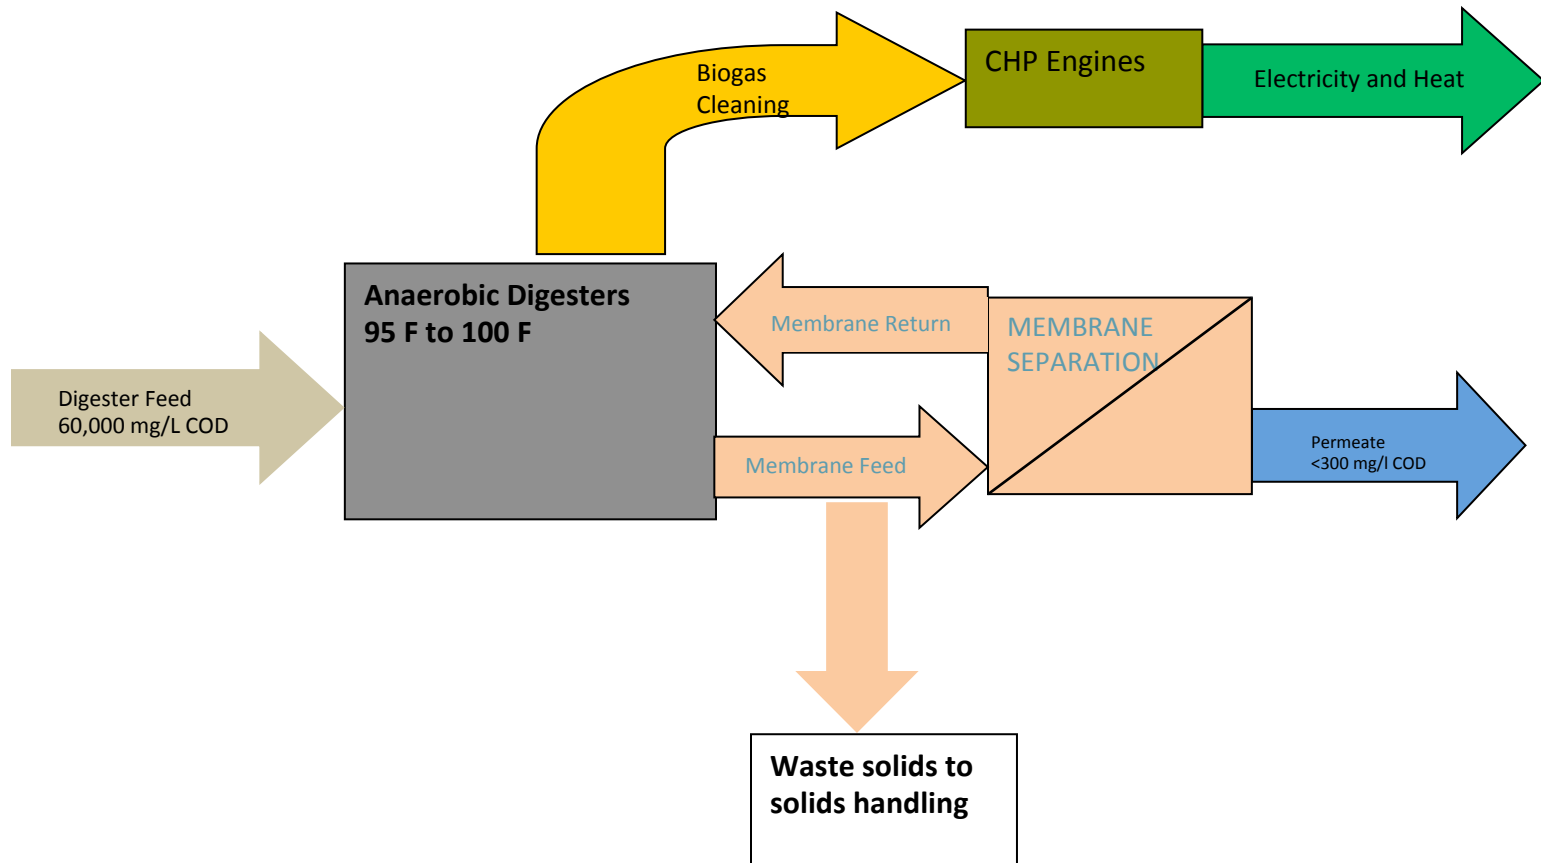 Biogas
Cleaning
CHP Engines
Electricity and Heat
Anaerobic Digesters
95 F to 100 F
Membrane Return
MEMBRANE
SEPARATION
Digester Feed
60,000 mg/L COD
Membrane Feed
Permeate
<300 mg/l COD
Waste solids to
solids handling